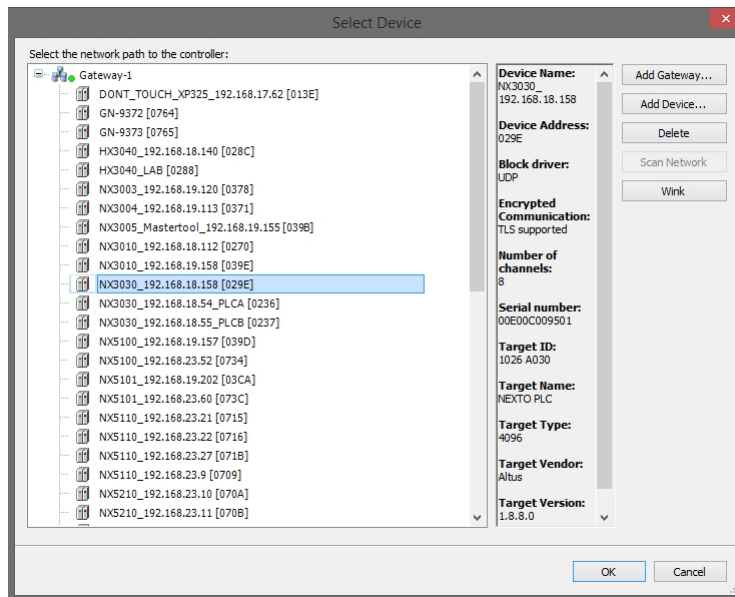 Select Device
Select the network path to the controller:
Gateway-1
DONT_TOUCH_XP325_192.168.17.62 [013E]
GN-9372 [0764]
GN-9373 [0765]
HX3040_192.168.18.140 [028C]
HX3040_LAB [0288]
NX3003_192.168.19.120 [0378]
NX3004_192.168.19.113 [0371]
NX3005_Mastertool_192.168.19.155 [039B]
NX3010_192.168.18.112 [0270]
NX3010_192.168.19.158 [039E]
NX3030_192.168.18.158 [029E]
NX3030_192.168.18.54_PLCA [0236]
NX3030_192.168.18.55_PLCB [0237]
NX5100_192.168.19.157 [039D]
NX5100_192.168.23.52 [0734]
NX5101_192.168.19.202 [03CA]
NX5101_192.168.23.60 [073C]
NX5110_192.168.23.21 [0715]
NX5110_192.168.23.22 [0716]
NX5110_192.168.23.27 [071B]
NX5110_192.168.23.9 [0709]
NX5210_192.168.23.10 [070A]
NX5210_192.168.23.11 [070B]
Device Name:
NX3030_
192.168.18.158
Device Address:
029E
Block driver:
UDP
Encrypted
Communication:
TLS supported
Number of
channels:
8
Serial number:
00E00C009501
Target ID:
1026 A030
Target Name:
NEXTO PLC
Target Type:
4096
Target Vendor:
Altus
Target Version:
1.8.8.0
Add Gateway...
Add Device...
Delete
Scan Network
Wink
OK
Cancel